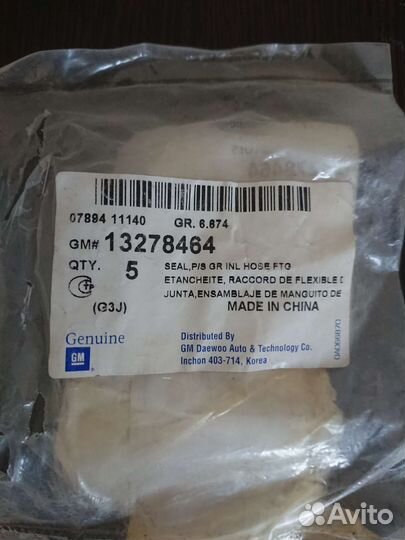 07894 11140 GR. 6.674
GM# 13278464
QTY. 5 SEAL,P/S GR INL HOSE FTG
ETANCHEITE, RACCORD DE FLEXIBLE D
JUNTA,ENSAMBLAJE DE MANGUITO DE
(G3J) MADE IN CHINA
Genuine
GM
Distributed By
GM Daewoo Auto & Technology Co.
Inchon 403-714, Korea
Avito